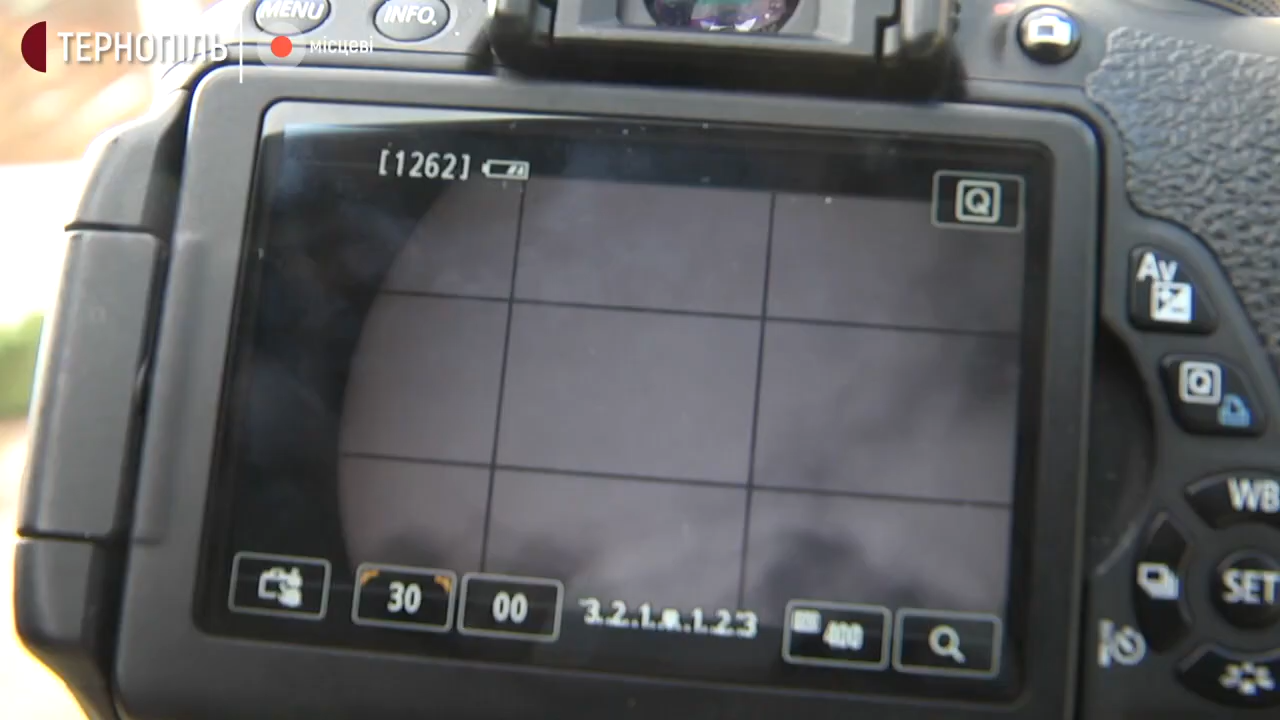 MENU
INFO.
ТЕРНОПІЛЬ
місцеві
[1262]
Q
Av
Q
WB
SET
30
00
3..2..1..0..1..2..3
400